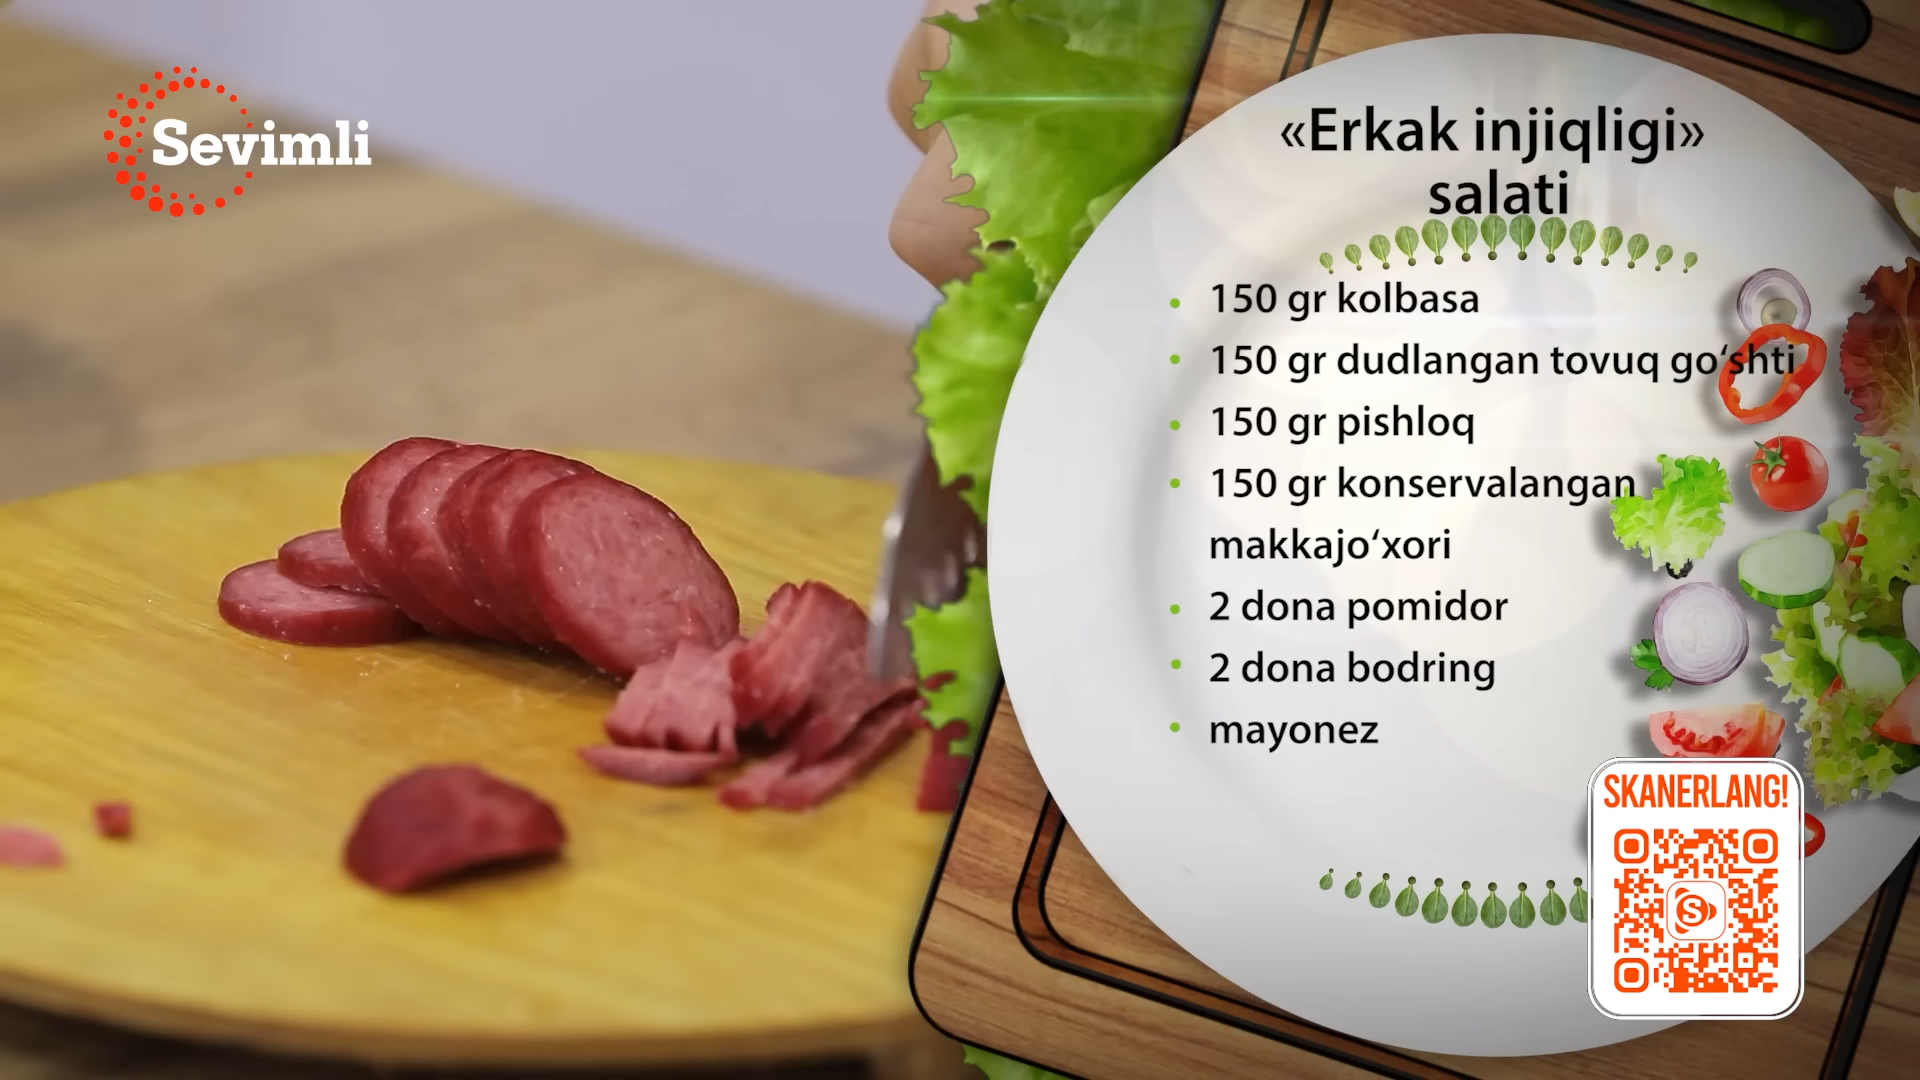 Sevimli
«Erkak injiqligi»
salati
150 gr kolbasa
150 gr dudlangan tovuq go‘shti
150 gr pishloq
150 gr konservalangan
makkajo‘xori
2 dona pomidor
2 dona bodring
mayonez
SKANERLANG!
S